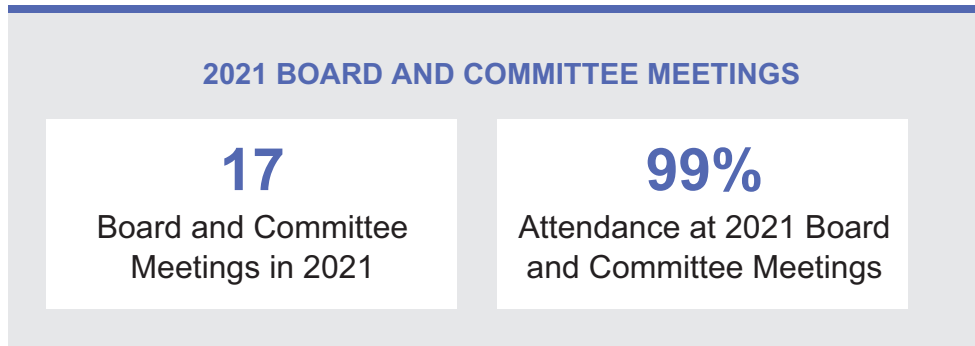 2021 BOARD AND COMMITTEE MEETINGS
17
Board and Committee
Meetings in 2021
99%
Attendance at 2021 Board
and Committee Meetings